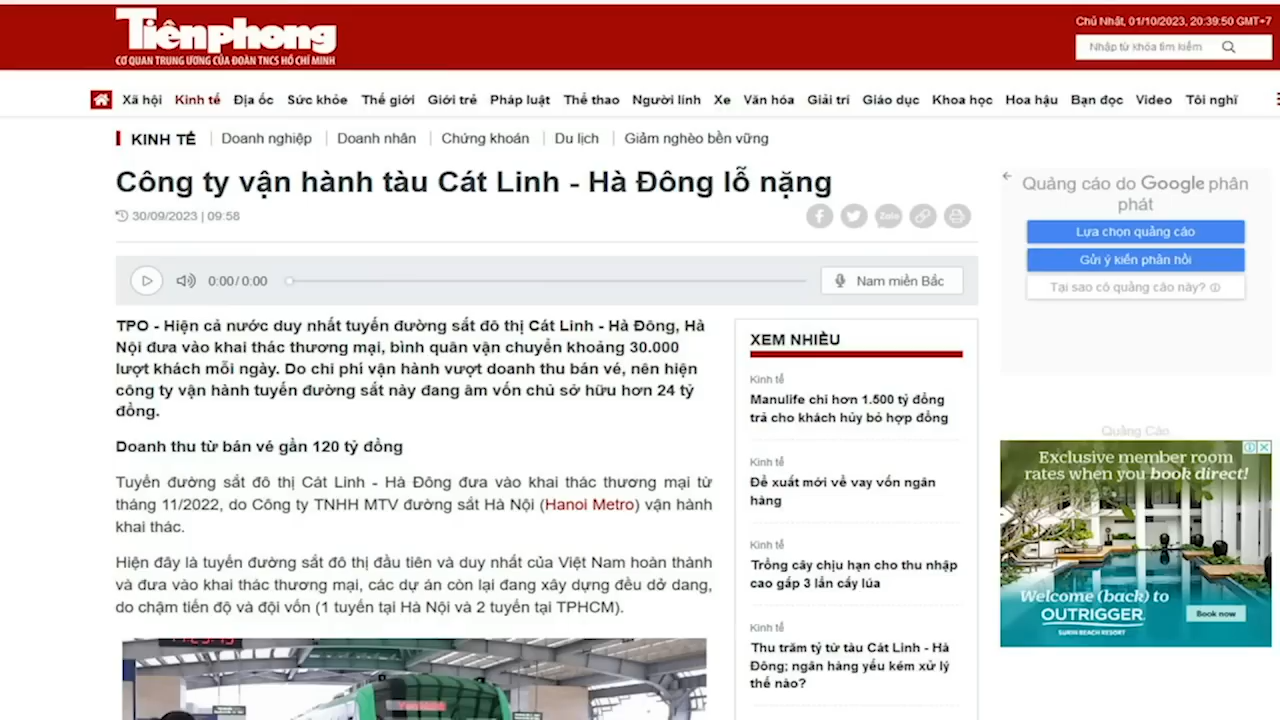 Tiênphong
CƠ QUAN TRUNG ƯƠNG CỦA ĐOÀN TNCS HỒ CHÍ MINH
Chủ Nhật, 01/10/2023, 20:39:50 GMT+7
Nhập từ khóa tìm kiếm
Xã hội Kinh tế Địa ốc Sức khỏe Thế giới Giới trẻ Pháp luật Thể thao Người lính Xe Văn hóa Giải trí Giáo dục Khoa học Hoa hậu Bạn đọc Video Tôi nghĩ
KINH TẾ Doanh nghiệp Doanh nhân Chứng khoán Du lịch Giảm nghèo bền vững
Công ty vận hành tàu Cát Linh - Hà Đông lỗ nặng
30/09/2023 | 09:58
Zalo
0:00 / 0:00
Nam miền Bắc
TPO - Hiện cả nước duy nhất tuyến đường sắt đô thị Cát Linh - Hà Đông, Hà
Nội đưa vào khai thác thương mại, bình quân vận chuyển khoảng 30.000
lượt khách mỗi ngày. Do chi phí vận hành vượt doanh thu bán vé, nên hiện
công ty vận hành tuyến đường sắt này đang âm vốn chủ sở hữu hơn 24 tỷ
đồng.
Doanh thu từ bán vé gần 120 tỷ đồng
Tuyến đường sắt đô thị Cát Linh - Hà Đông đưa vào khai thác thương mại từ
tháng 11/2022, do Công ty TNHH MTV đường sắt Hà Nội (Hanoi Metro) vận hành
khai thác.
Hiện đây là tuyến đường sắt đô thị đầu tiên và duy nhất của Việt Nam hoàn thành
và đưa vào khai thác thương mại, các dự án còn lại đang xây dựng đều dở dang,
do chậm tiến độ và đội vốn (1 tuyến tại Hà Nội và 2 tuyến tại TPHCM).
XEM NHIỀU
Kinh tế
Manulife chi hơn 1.500 tỷ đồng
trả cho khách hủy bỏ hợp đồng
Kinh tế
Đề xuất mới về vay vốn ngân
hàng
Kinh tế
Trồng cây chịu hạn cho thu nhập
cao gấp 3 lần cấy lúa
Kinh tế
Thu trăm tỷ từ tàu Cát Linh - Hà
Đông; ngân hàng yếu kém xử lý
thế nào?
Quảng cáo do Google phân
phát
Lựa chọn quảng cáo
Gửi ý kiến phản hồi
Tại sao có quảng cáo này?
Quảng Cáo
Exclusive member room
rates when you book direct!
Welcome (back) to
OUTRIGGER.
SURIN BEACH RESORT
Book now